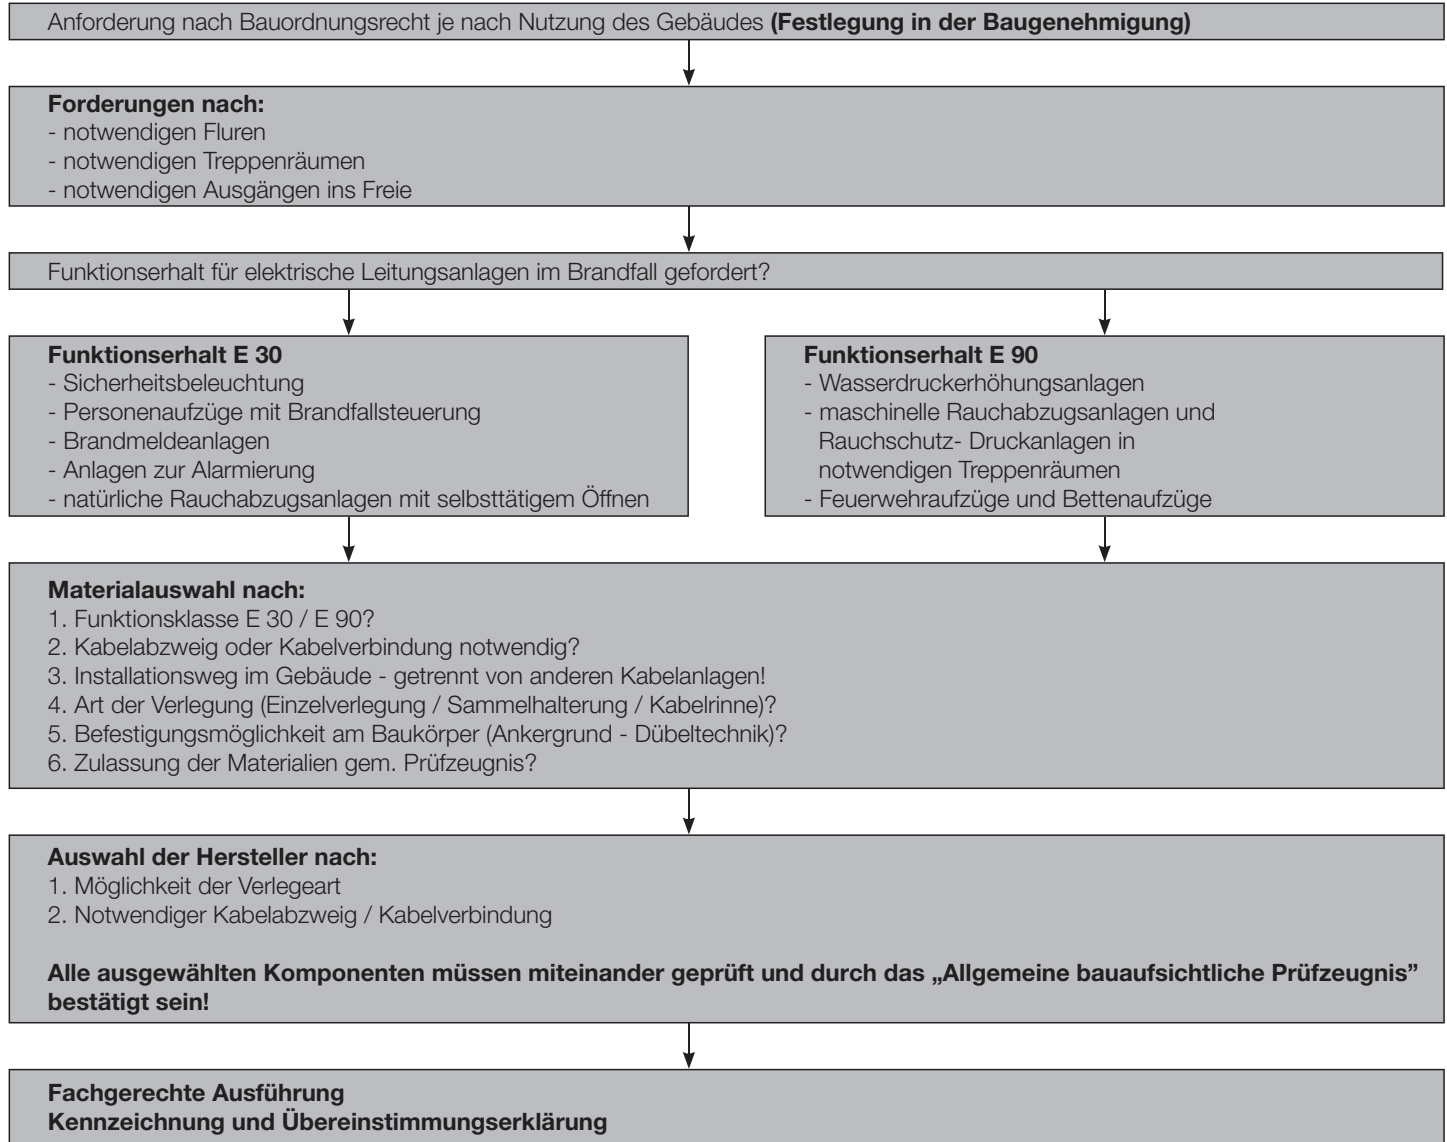 Anforderung nach Bauordnungsrecht je nach Nutzung des Gebäudes (Festlegung in der Baugenehmigung)
Forderungen nach:
- notwendigen Fluren
- notwendigen Treppenräumen
- notwendigen Ausgängen ins Freie
Funktionserhalt für elektrische Leitungsanlagen im Brandfall gefordert?
Funktionserhalt E 30
- Sicherheitsbeleuchtung
- Personenaufzüge mit Brandfallsteuerung
- Brandmeldeanlagen
- Anlagen zur Alarmierung
- natürliche Rauchabzugsanlagen mit selbsttätigem Öffnen
Funktionserhalt E 90
- Wasserdruckerhöhungsanlagen
- maschinelle Rauchabzugsanlagen und
Rauchschutz- Druckanlagen in
notwendigen Treppenräumen
- Feuerwehraufzüge und Bettenaufzüge
Materialauswahl nach:
1. Funktionsklasse E 30 / E 90?
2. Kabelabzweig oder Kabelverbindung notwendig?
3. Installationsweg im Gebäude - getrennt von anderen Kabelanlagen!
4. Art der Verlegung (Einzelverlegung / Sammelhalterung / Kabelrinne)?
5. Befestigungsmöglichkeit am Baukörper (Ankergrund - Dübeltechnik)?
6. Zulassung der Materialien gem. Prüfzeugnis?
Auswahl der Hersteller nach:
1. Möglichkeit der Verlegeart
2. Notwendiger Kabelabzweig / Kabelverbindung
Alle ausgewählten Komponenten müssen miteinander geprüft und durch das „Allgemeine bauaufsichtliche Prüfzeugnis”
bestätigt sein!
Fachgerechte Ausführung
Kennzeichnung und Übereinstimmungserklärung